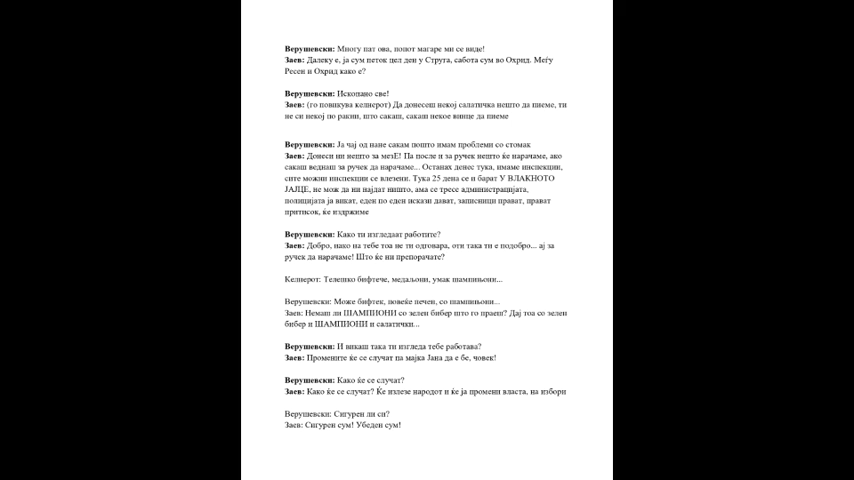 Верушевски: Многу пат ова, попот магаре ми се виде!
Заев: Далеку е, ја сум петок цел ден у Струга, сабота сум во Охрид. Меѓу
Ресен и Охрид како е?
Верушевски: Ископано све!
Заев: (го повикува келнерот) Да донесеш некој салатичка нешто да пиеме, ти
не си некој по ракии, што сакаш, сакаш некое винце да пиеме
Верушевски: Ја чај од нане сакам пошто имам проблеми со стомак
Заев: Донеси ни нешто за мезЕ! Па после и за ручек нешто ќе нарачаме, ако
сакаш веднаш за ручек да нарачаме... Останах денес тука, имаме инспекции,
сите можни инспекции се влезени. Тука 25 дена се и барат У ВЛАКНОТО
ЈАЈЦЕ, не мож да ни најдат ништо, ама се тресе администрацијата,
полицијата ја викат, еден по еден искази дават, записници прават, прават
притисок, ќе издржиме
Верушевски: Како ти изгледаат работите?
Заев: Добро, иако на тебе тоа не ти одговара, оти така ти е подобро... ај за
ручек да нарачаме! Што ќе ни препорачате?
Келнерот: Телешко бифтече, медаљони, умак шампињони...
Верушевски: Може бифтек, повеќе печен, со шампињони...
Заев: Немаш ли ШАМПИОНИ со зелен бибер што го праеш? Дај тоа со зелен
бибер и ШАМПИОНИ и салатички...
Верушевски: И викаш така ти изгледа тебе работава?
Заев: Промените ќе се случат па мајка Јана да е бе, човек!
Верушевски: Како ќе се случат?
Заев: Како ќе се случат? Ќе излезе народот и ќе ја промени власта, на избори
Верушевски: Сигурен ли си?
Заев: Сигурен сум! Убеден сум!